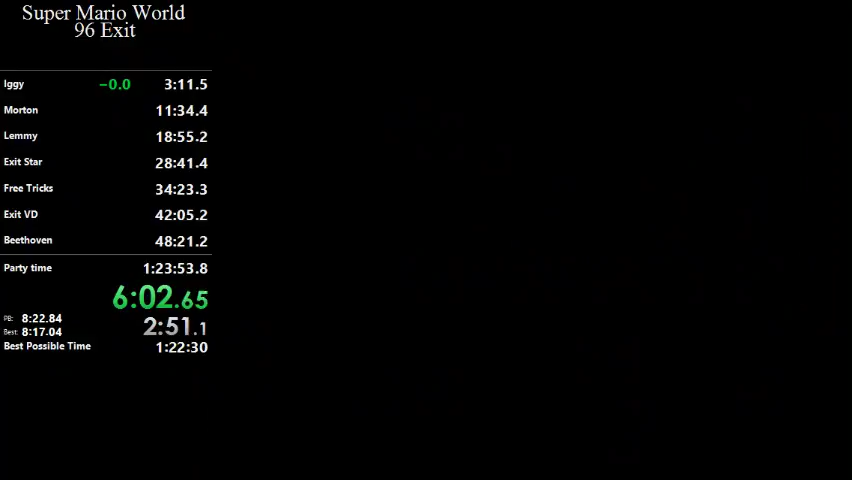 Super Mario World
96 Exit
Iggy -0.0 3:11.5
Morton 11:34.4
Lemmy 18:55.2
Exit Star 28:41.4
Free Tricks 34:23.3
Exit VD 42:05.2
Beethoven 48:21.2
Party time 1:23:53.8
6:02.65
PB: 8:22.84
Best: 8:17.04
2:51.1
Best Possible Time 1:22:30